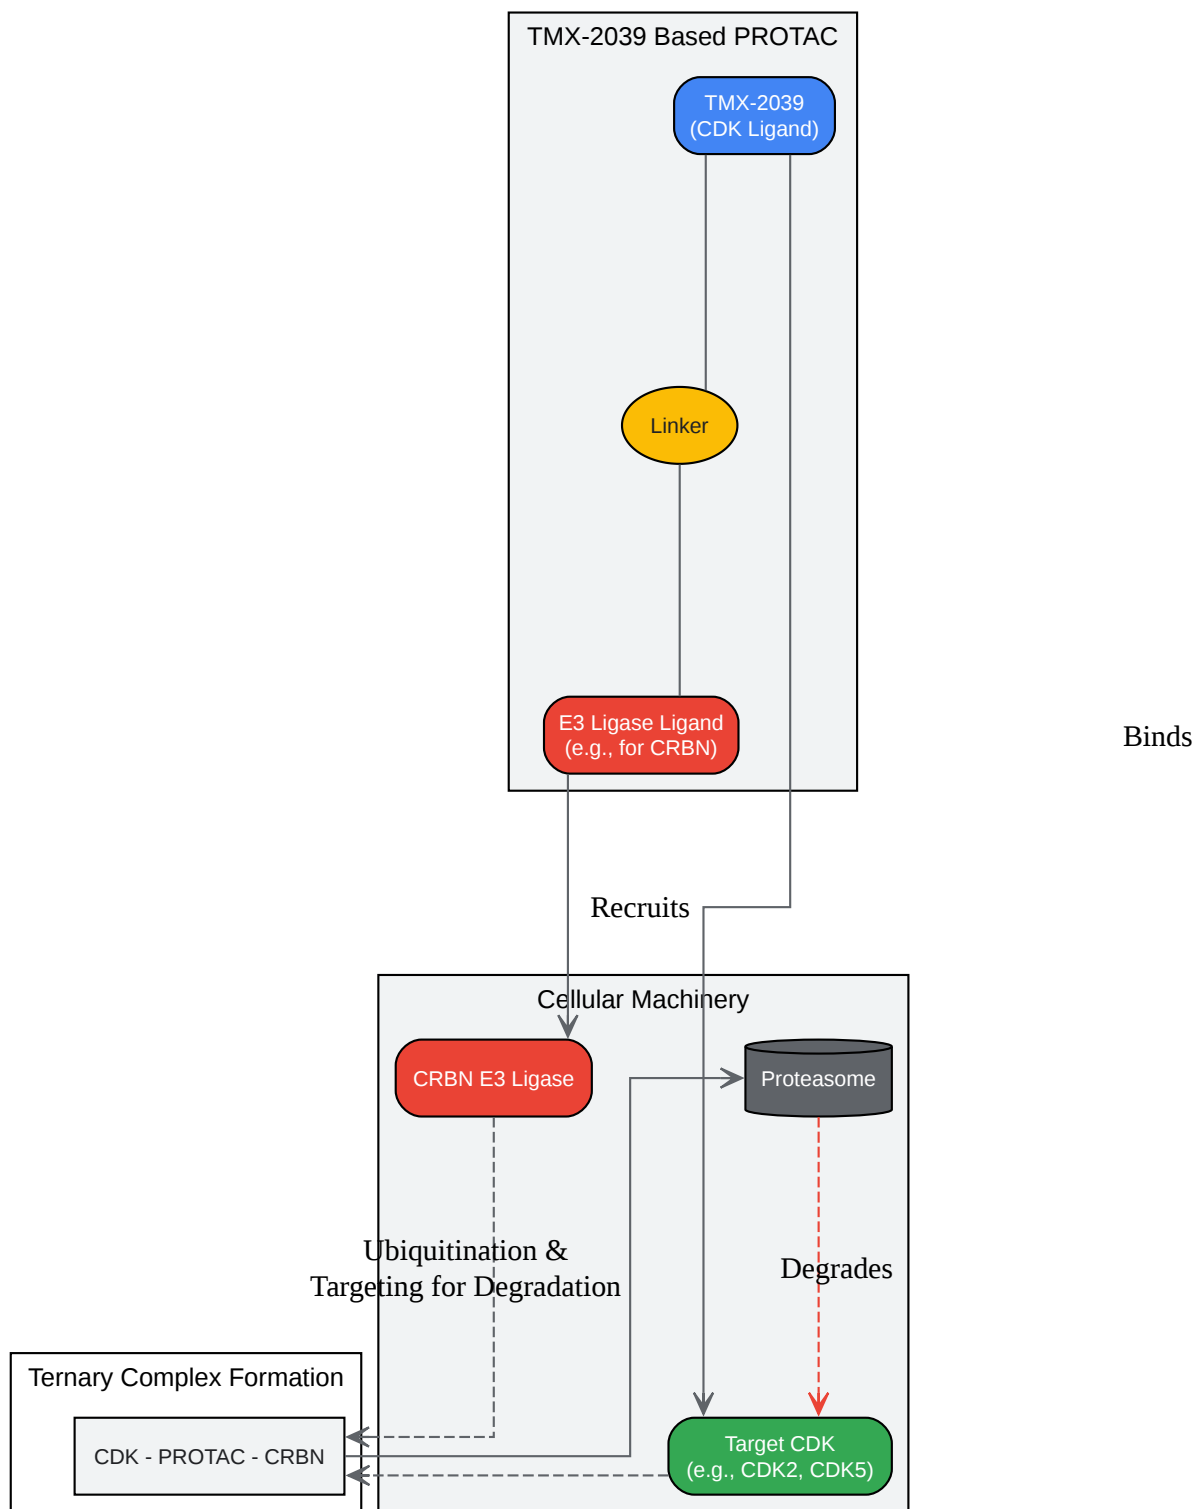 TMX-2039 Based PROTAC
TMX-2039
(CDK Ligand)
Linker
E3 Ligase Ligand
(e.g., for CRBN)
Binds
Recruits
Cellular Machinery
CRBN E3 Ligase
Proteasome
Ubiquitination &
Targeting for Degradation
Degrades
Ternary Complex Formation
CDK - PROTAC - CRBN
Target CDK
(e.g., CDK2, CDK5)